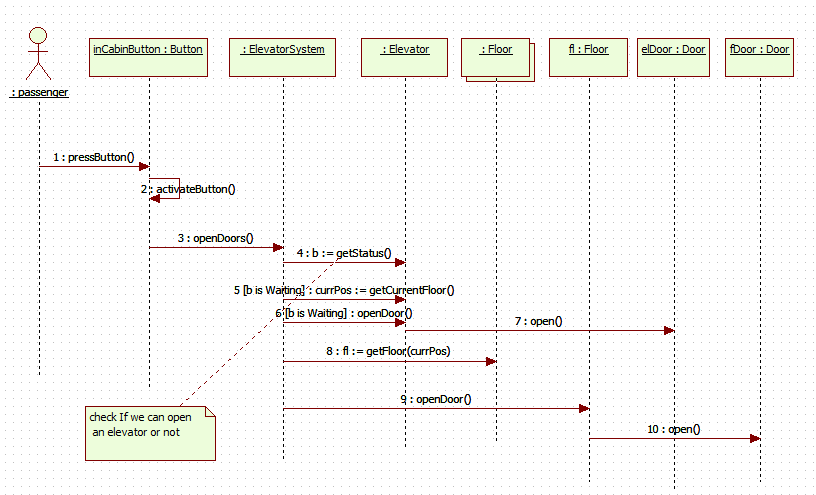 inCabinButton : Button
: ElevatorSystem
: Elevator
: Floor
fl : Floor
elDoor : Door
fDoor : Door
: passenger
1 : pressButton()
2 : activateButton()
3 : openDoors()
4 : b := getStatus()
5 [b is Waiting] : currPos := getCurrentFloor()
6 [b is Waiting] : openDoor()
7 : open()
8 : fl := getFloor(currPos)
9 : openDoor()
check If we can open
an elevator or not
10 : open()